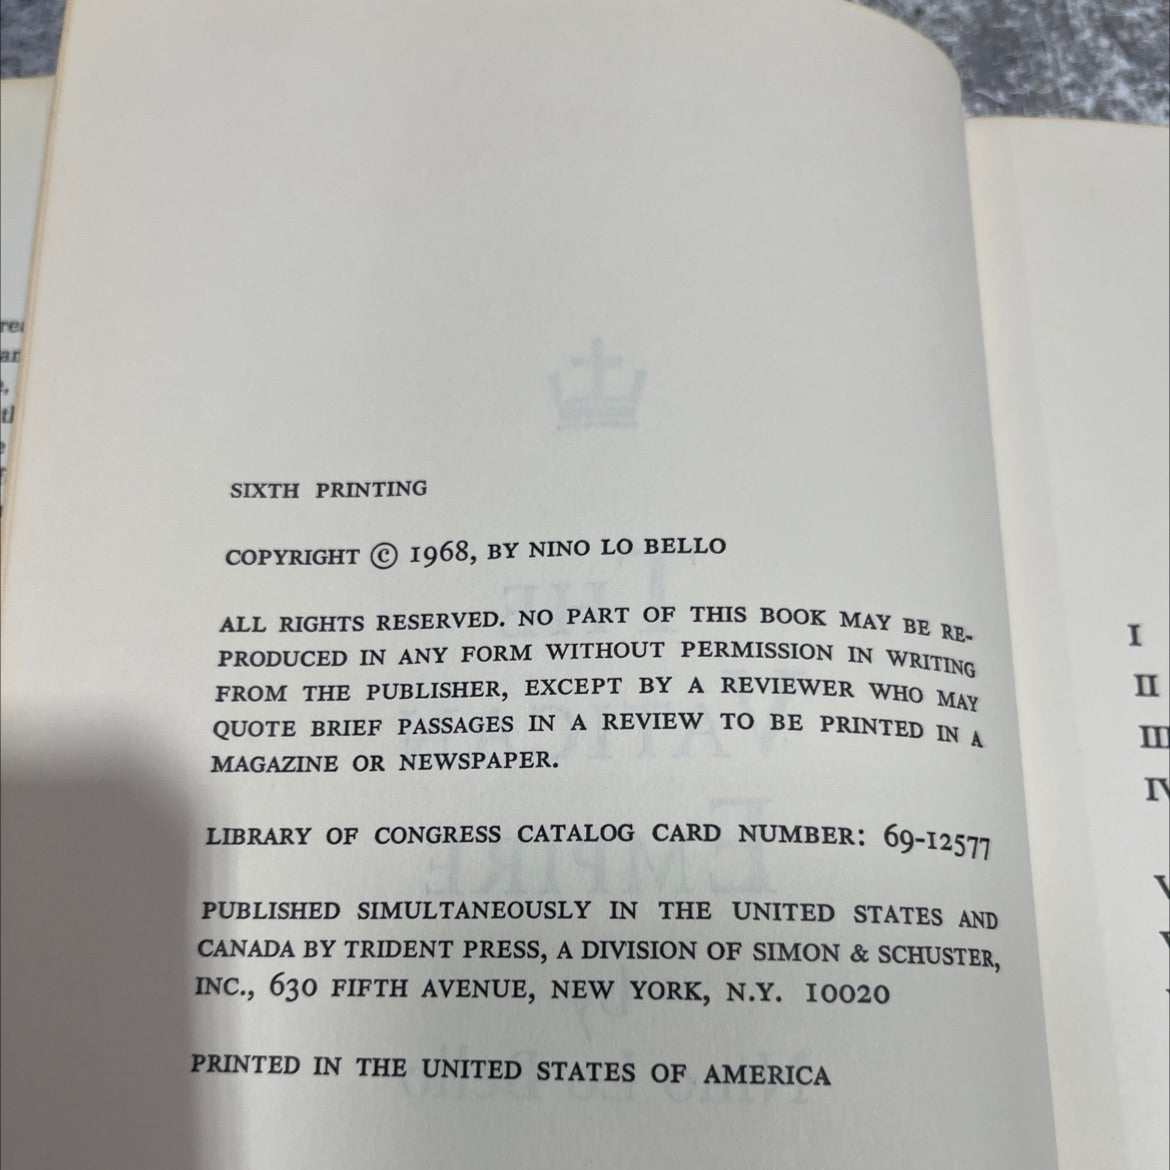 SIXTH PRINTING
COPYRIGHT © 1968, BY NINO LO BELLO
ALL RIGHTS RESERVED. NO PART OF THIS BOOK MAY BE RE-
PRODUCED IN ANY FORM WITHOUT PERMISSION IN WRITING
FROM THE PUBLISHER, EXCEPT BY A REVIEWER WHO MAY
QUOTE BRIEF PASSAGES IN A REVIEW TO BE PRINTED IN A
MAGAZINE OR NEWSPAPER.
LIBRARY OF CONGRESS CATALOG CARD NUMBER: 69-12577
PUBLISHED SIMULTANEOUSLY IN THE UNITED STATES AND
CANADA BY TRIDENT PRESS, A DIVISION OF SIMON & SCHUSTER,
INC., 630 FIFTH AVENUE, NEW YORK, N.Y. 10020
PRINTED IN THE UNITED STATES OF AMERICA
I
II
III
IV